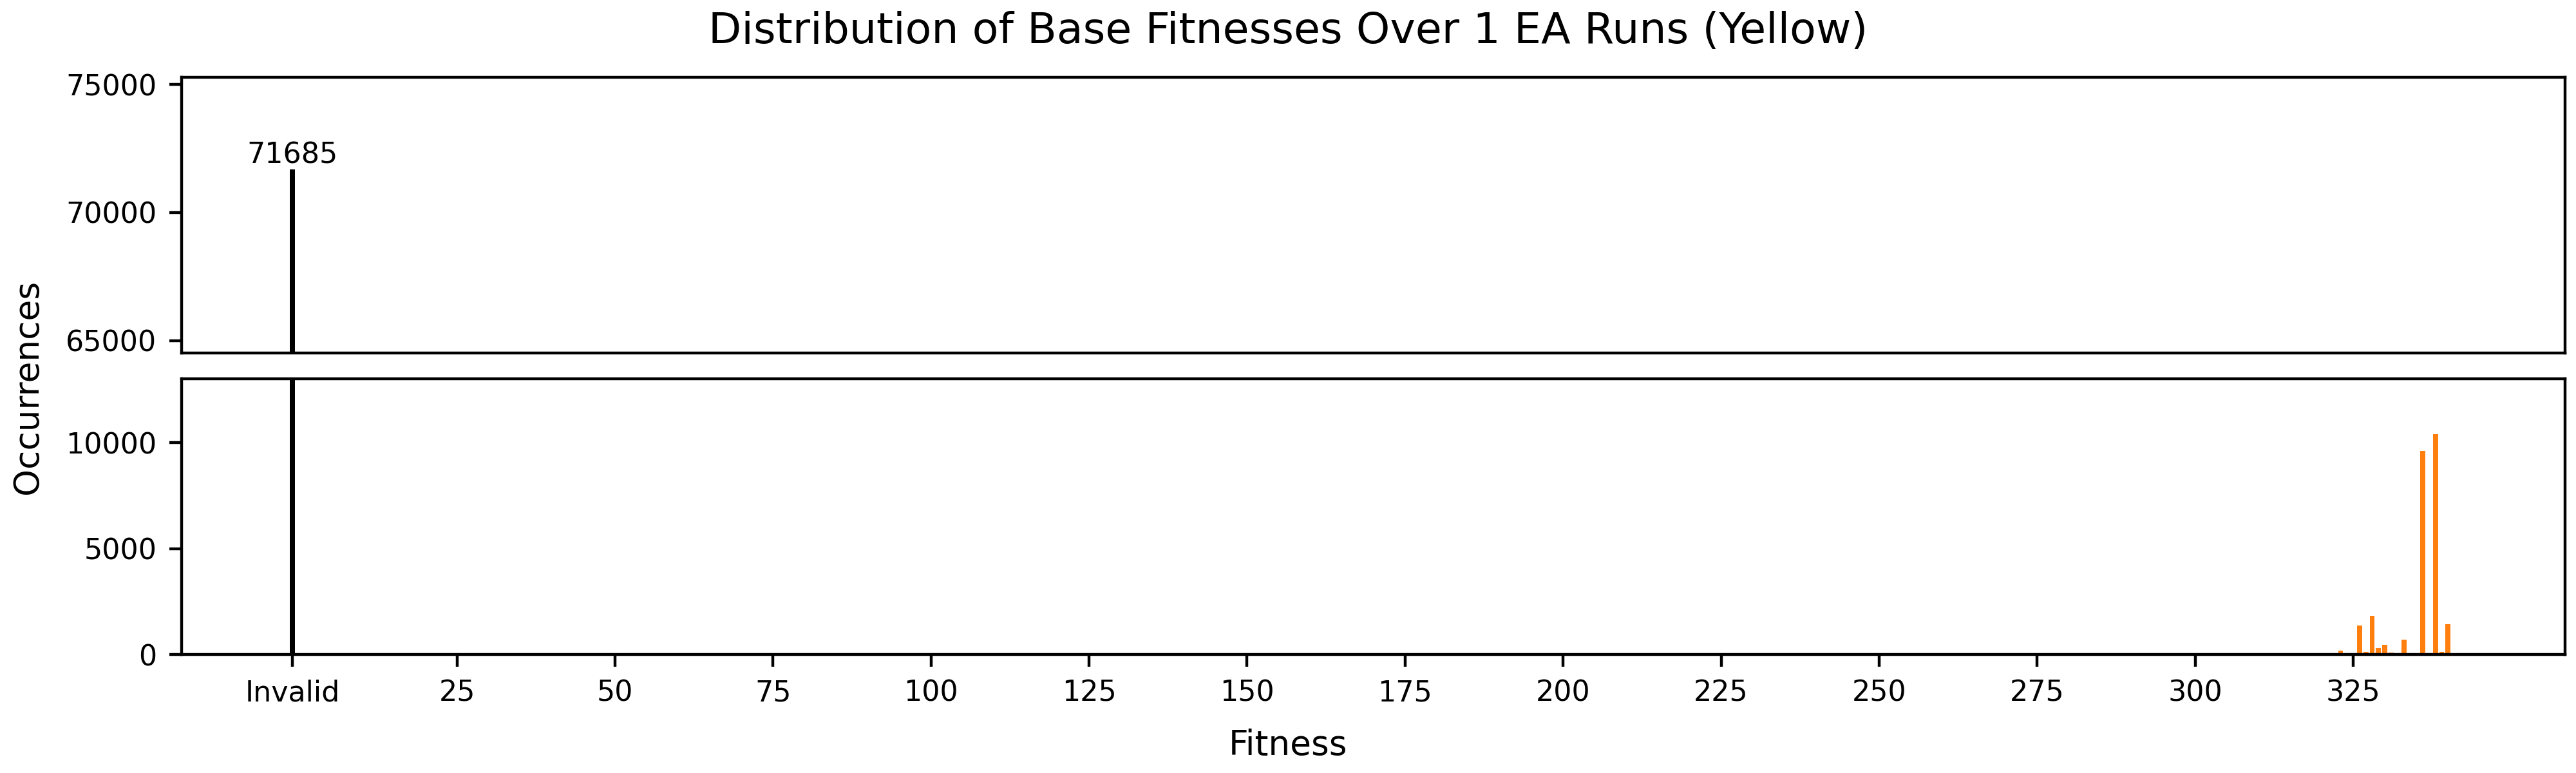 Distribution of Base Fitnesses Over 1 EA Runs (Yellow)
75000
71685
70000
65000
Occurrences
10000
5000
0
Invalid 25 50 75 100 125 150 175 200 225 250 275 300 325
Fitness